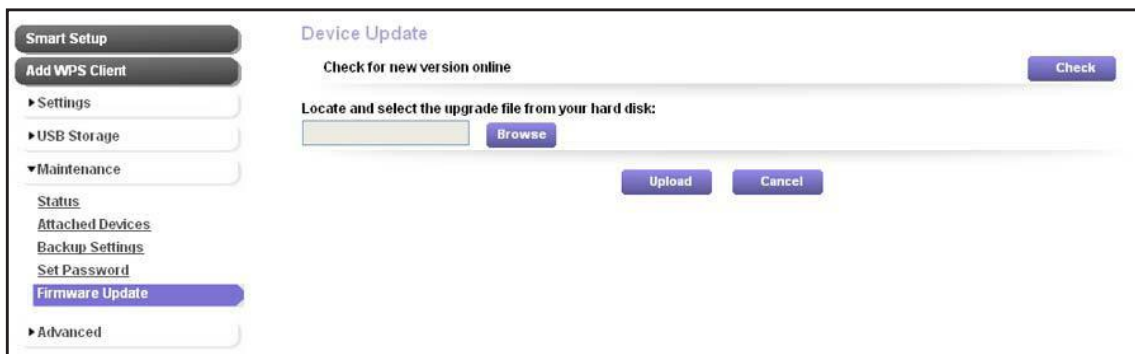 Smart Setup
Add WPS Client
▸Settings
▸USB Storage
▾Maintenance
Status
Attached Devices
Backup Settings
Set Password
Firmware Update
▸Advanced
Device Update
Check for new version online
Check
Locate and select the upgrade file from your hard disk:
Browse
Upload Cancel